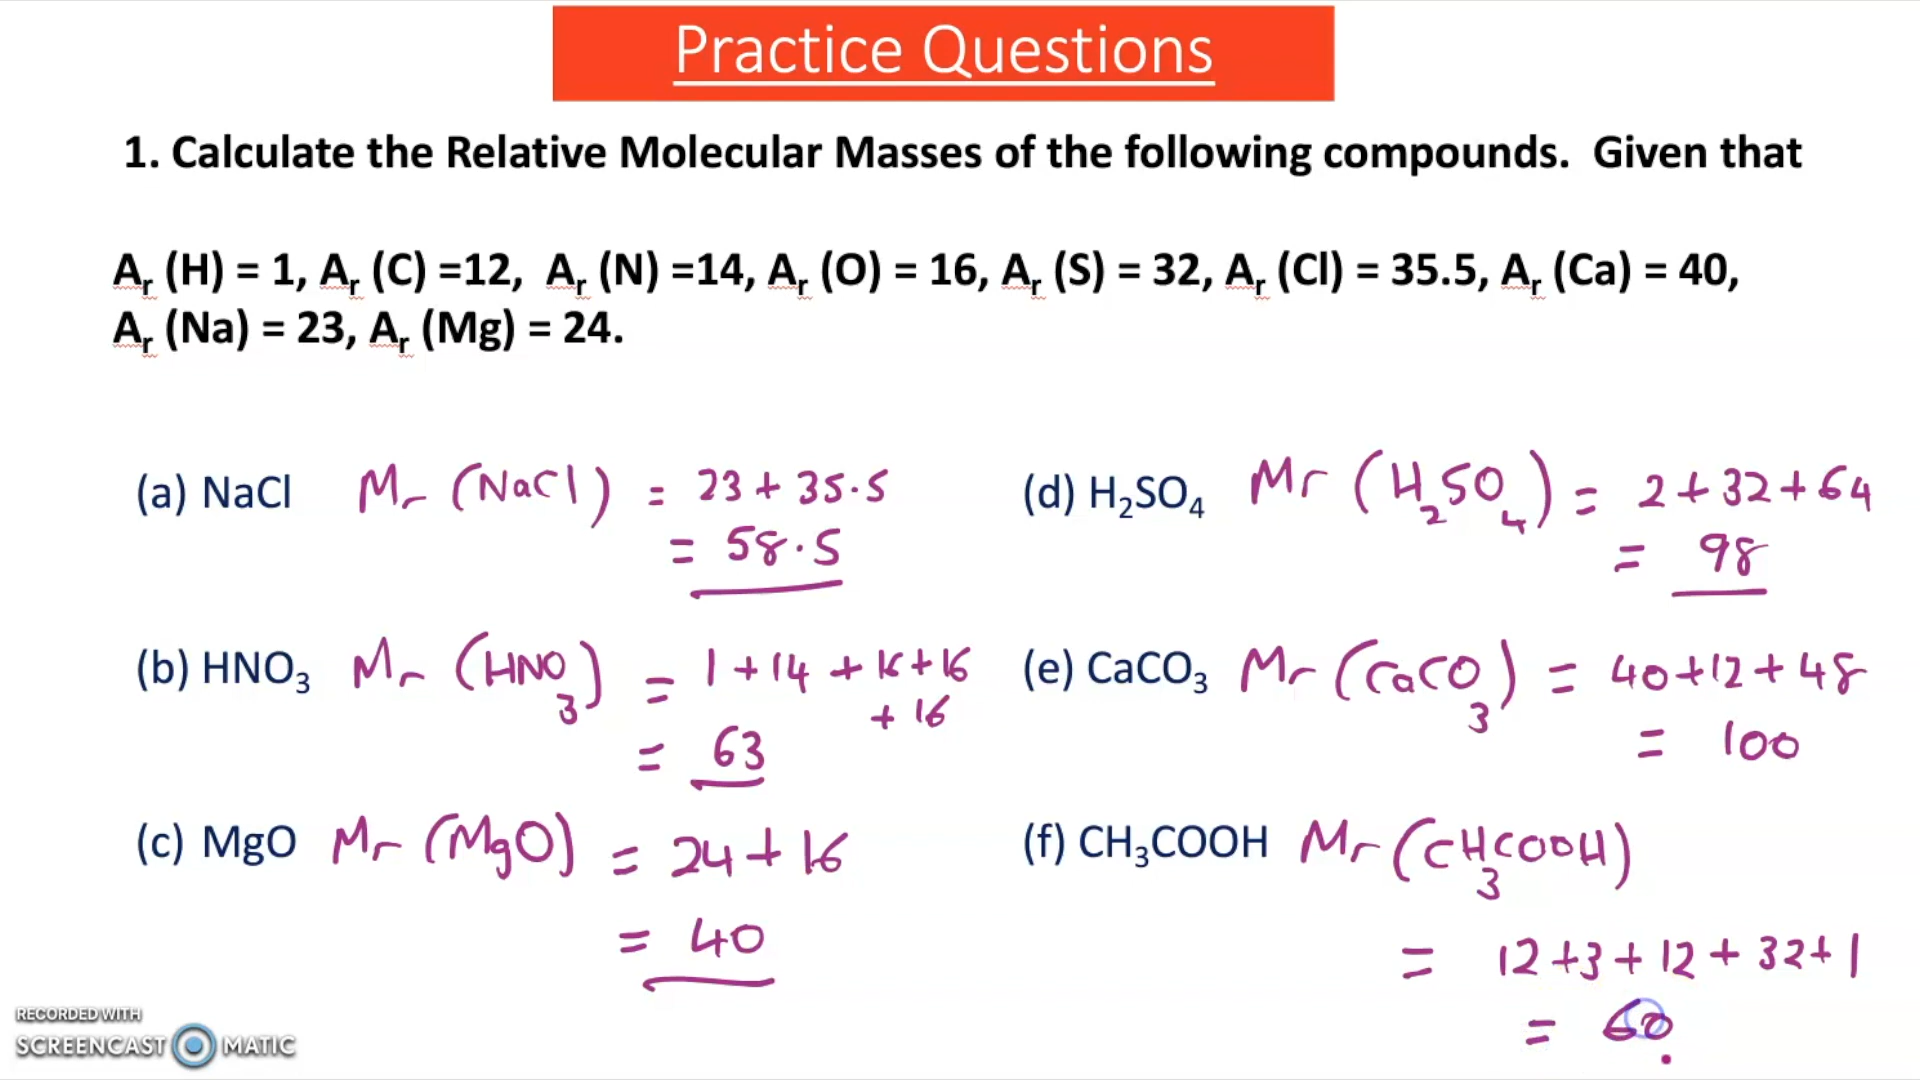 Practice Questions
1. Calculate the Relative Molecular Masses of the following compounds. Given that
Aᵣ (H) = 1, Aᵣ (C) =12, Aᵣ (N) =14, Aᵣ (O) = 16, Aᵣ (S) = 32, Aᵣ (Cl) = 35.5, Aᵣ (Ca) = 40,
Aᵣ (Na) = 23, Aᵣ (Mg) = 24.
(a) NaCl Mr (NaCl) = 23 + 35.5
= 58.5
(b) HNO₃ Mr (HNO₃) = 1 + 14 + 16 + 16
+ 16
= 63
(c) MgO Mr (MgO) = 24 + 16
= 40
(d) H₂SO₄ Mr (H₂SO₄) = 2 + 32 + 64
= 98
(e) CaCO₃ Mr (CaCO₃) = 40 + 12 + 48
= 100
(f) CH₃COOH Mr (CH₃COOH)
= 12 + 3 + 12 + 32 + 1
= 60
RECORDED WITH
SCREENCAST MATIC